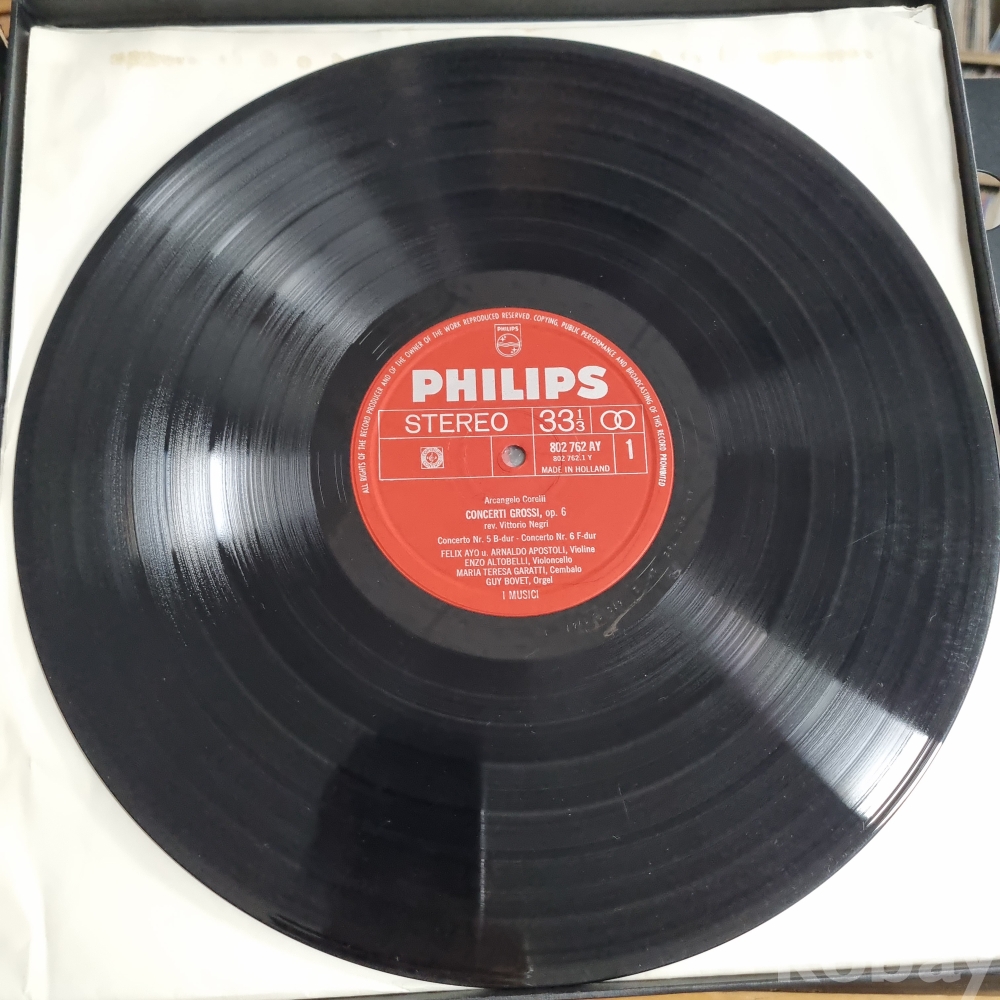 ALL RIGHTS OF THE RECORD PRODUCER AND OF THE OWNER OF THE WORK REPRODUCED RESERVED. COPYING, PUBLIC PERFORMANCE AND BROADCASTING OF THIS RECORD PROHIBITED
PHILIPS
PHILIPS
STEREO 33 1/3
802 762 AY 1
802 762.1 Y
MADE IN HOLLAND
Arcangelo Corelli
CONCERTI GROSSI, op. 6
rev. Vittorio Negri
Concerto Nr. 5 B-dur - Concerto Nr. 6 F-dur
FELIX AYO u. ARNALDO APOSTOLI, Violine
ENZO ALTOBELLI, Violoncello
MARIA TERESA GARATTI, Cembalo
GUY BOVET, Orgel
I MUSICI